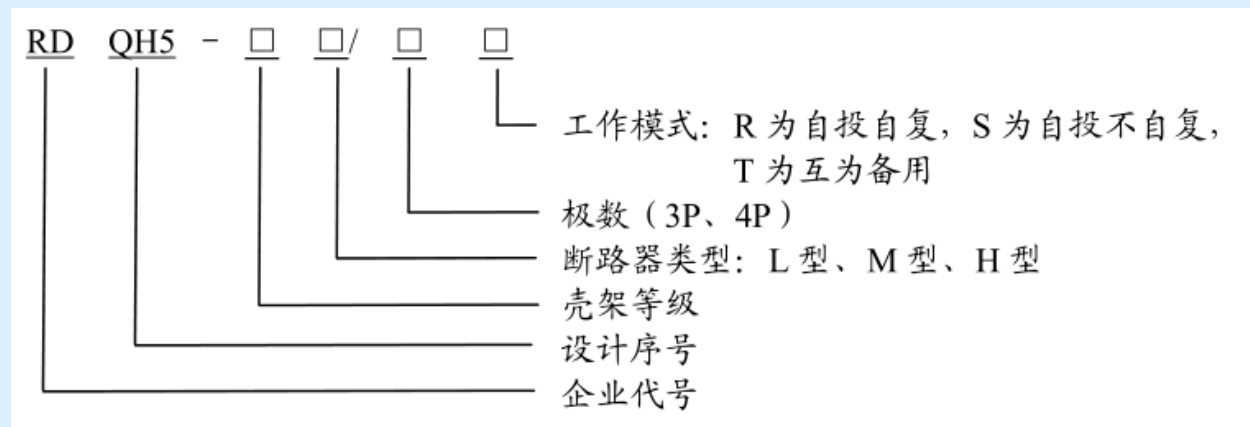 RD QH5 - □ □/ □ □
工作模式：R 为自投自复，S 为自投不自复，
T 为互为备用
极数（3P、4P）
断路器类型：L 型、M 型、H 型
壳架等级
设计序号
企业代号